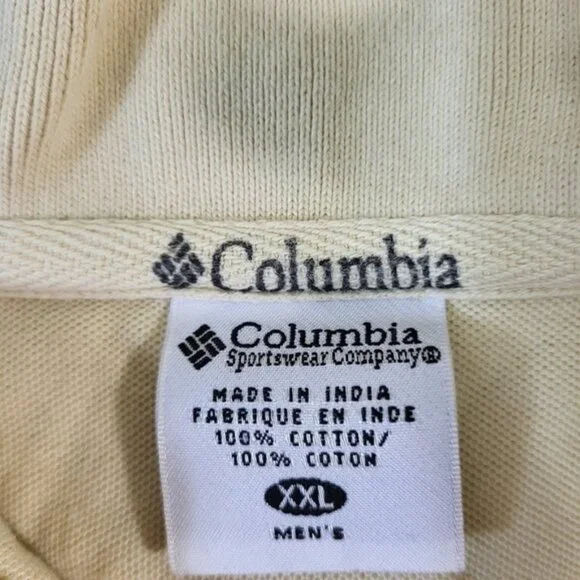 Columbia
Columbia
Sportswear Company®
MADE IN INDIA
FABRIQUE EN INDE
100% COTTON/
100% COTON
XXL
MEN'S